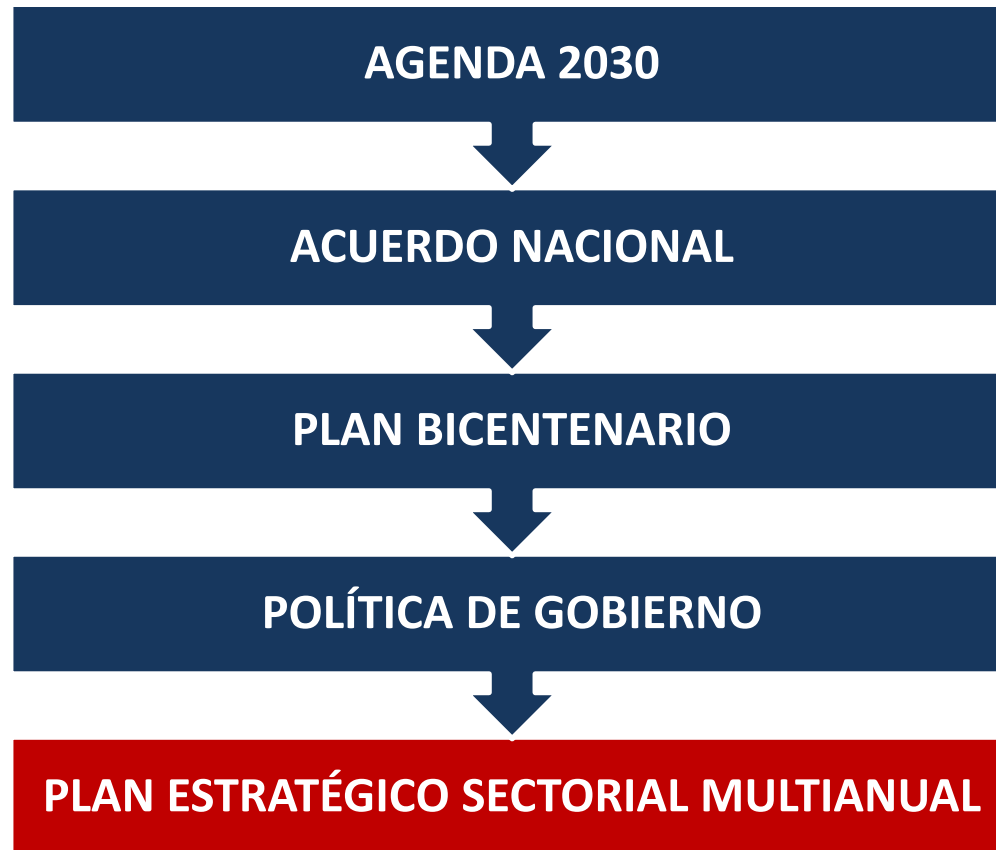 AGENDA 2030
ACUERDO NACIONAL
PLAN BICENTENARIO
POLÍTICA DE GOBIERNO
PLAN ESTRATÉGICO SECTORIAL MULTIANUAL